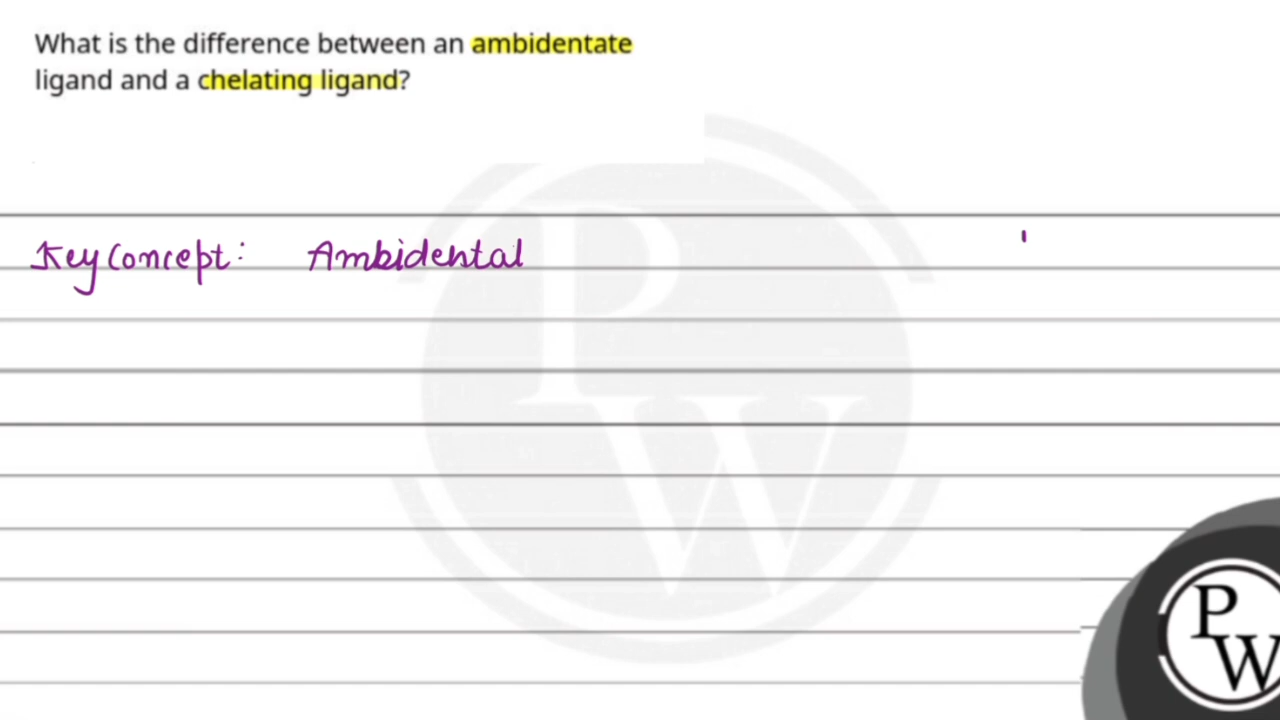 What is the difference between an ambidentate
ligand and a chelating ligand?
Key Concept: Ambidental
P
W
P
W